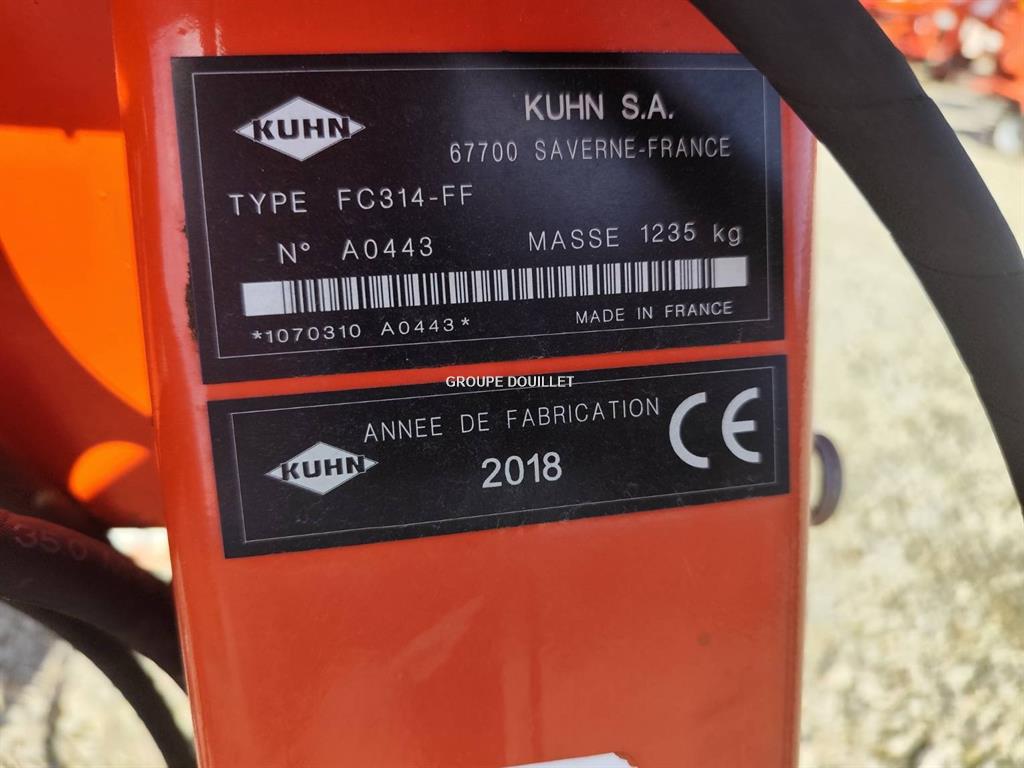 KUHN
KUHN S.A.
67700 SAVERNE-FRANCE
TYPE FC314-FF
N° A0443 MASSE 1235 kg
*1070310 A0443*
MADE IN FRANCE
GROUPE DOUILLET
ANNEE DE FABRICATION CE
KUHN
2018
350